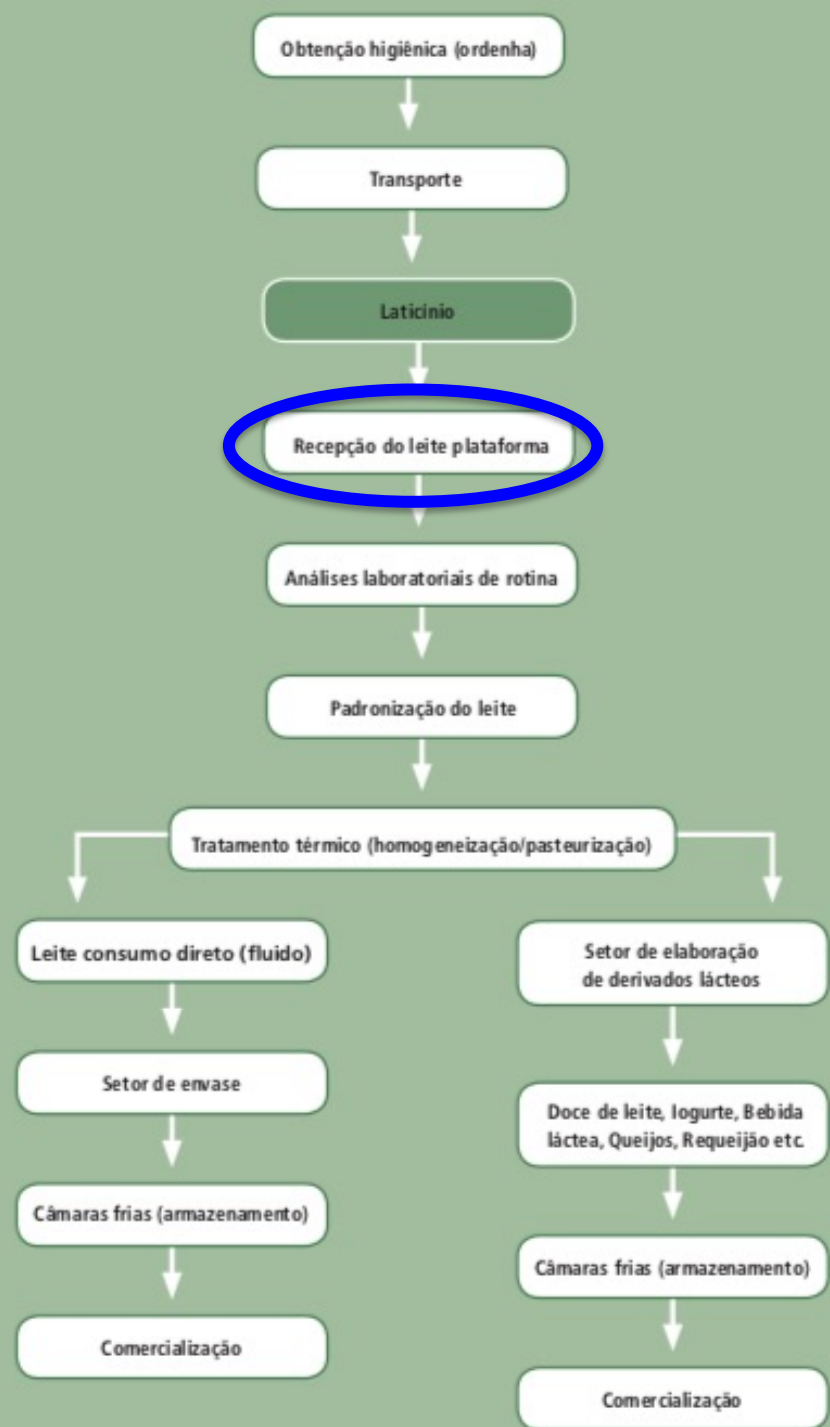 Obtenção higiênica (ordenha)
Transporte
Laticínio
Recepção do leite plataforma
Análises laboratoriais de rotina
Padronização do leite
Tratamento térmico (homogeneização/pasteurização)
Leite consumo direto (fluido)
Setor de envase
Câmaras frias (armazenamento)
Comercialização
Setor de elaboração
de derivados lácteos
Doce de leite, Iogurte, Bebida
láctea, Queijos, Requeijão etc.
Câmaras frias (armazenamento)
Comercialização